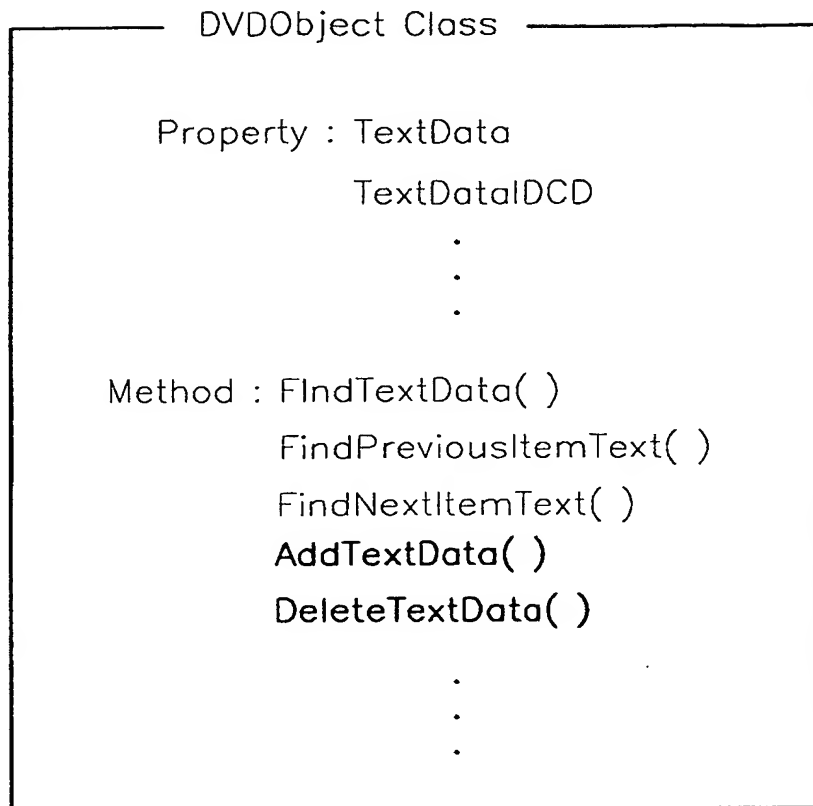 DVDObject Class
Property : TextData
TextDataIDCD
.
.
.
Method : FIndTextData( )
FindPreviousItemText( )
FindNextItemText( )
AddTextData( )
DeleteTextData( )
.
.
.